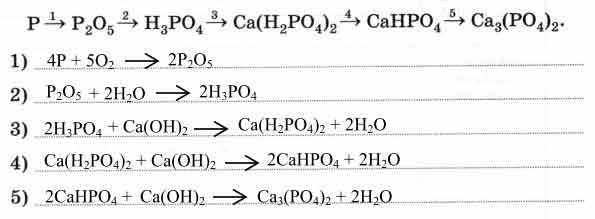 P →¹ P₂O₅ →² H₃PO₄ →³ Ca(H₂PO₄)₂ →⁴ CaHPO₄ →⁵ Ca₃(PO₄)₂.
1) 4P + 5O₂ → 2P₂O₅
2) P₂O₅ + 2H₂O → 2H₃PO₄
3) 2H₃PO₄ + Ca(OH)₂ → Ca(H₂PO₄)₂ + 2H₂O
4) Ca(H₂PO₄)₂ + Ca(OH)₂ → 2CaHPO₄ + 2H₂O
5) 2CaHPO₄ + Ca(OH)₂ → Ca₃(PO₄)₂ + 2H₂O